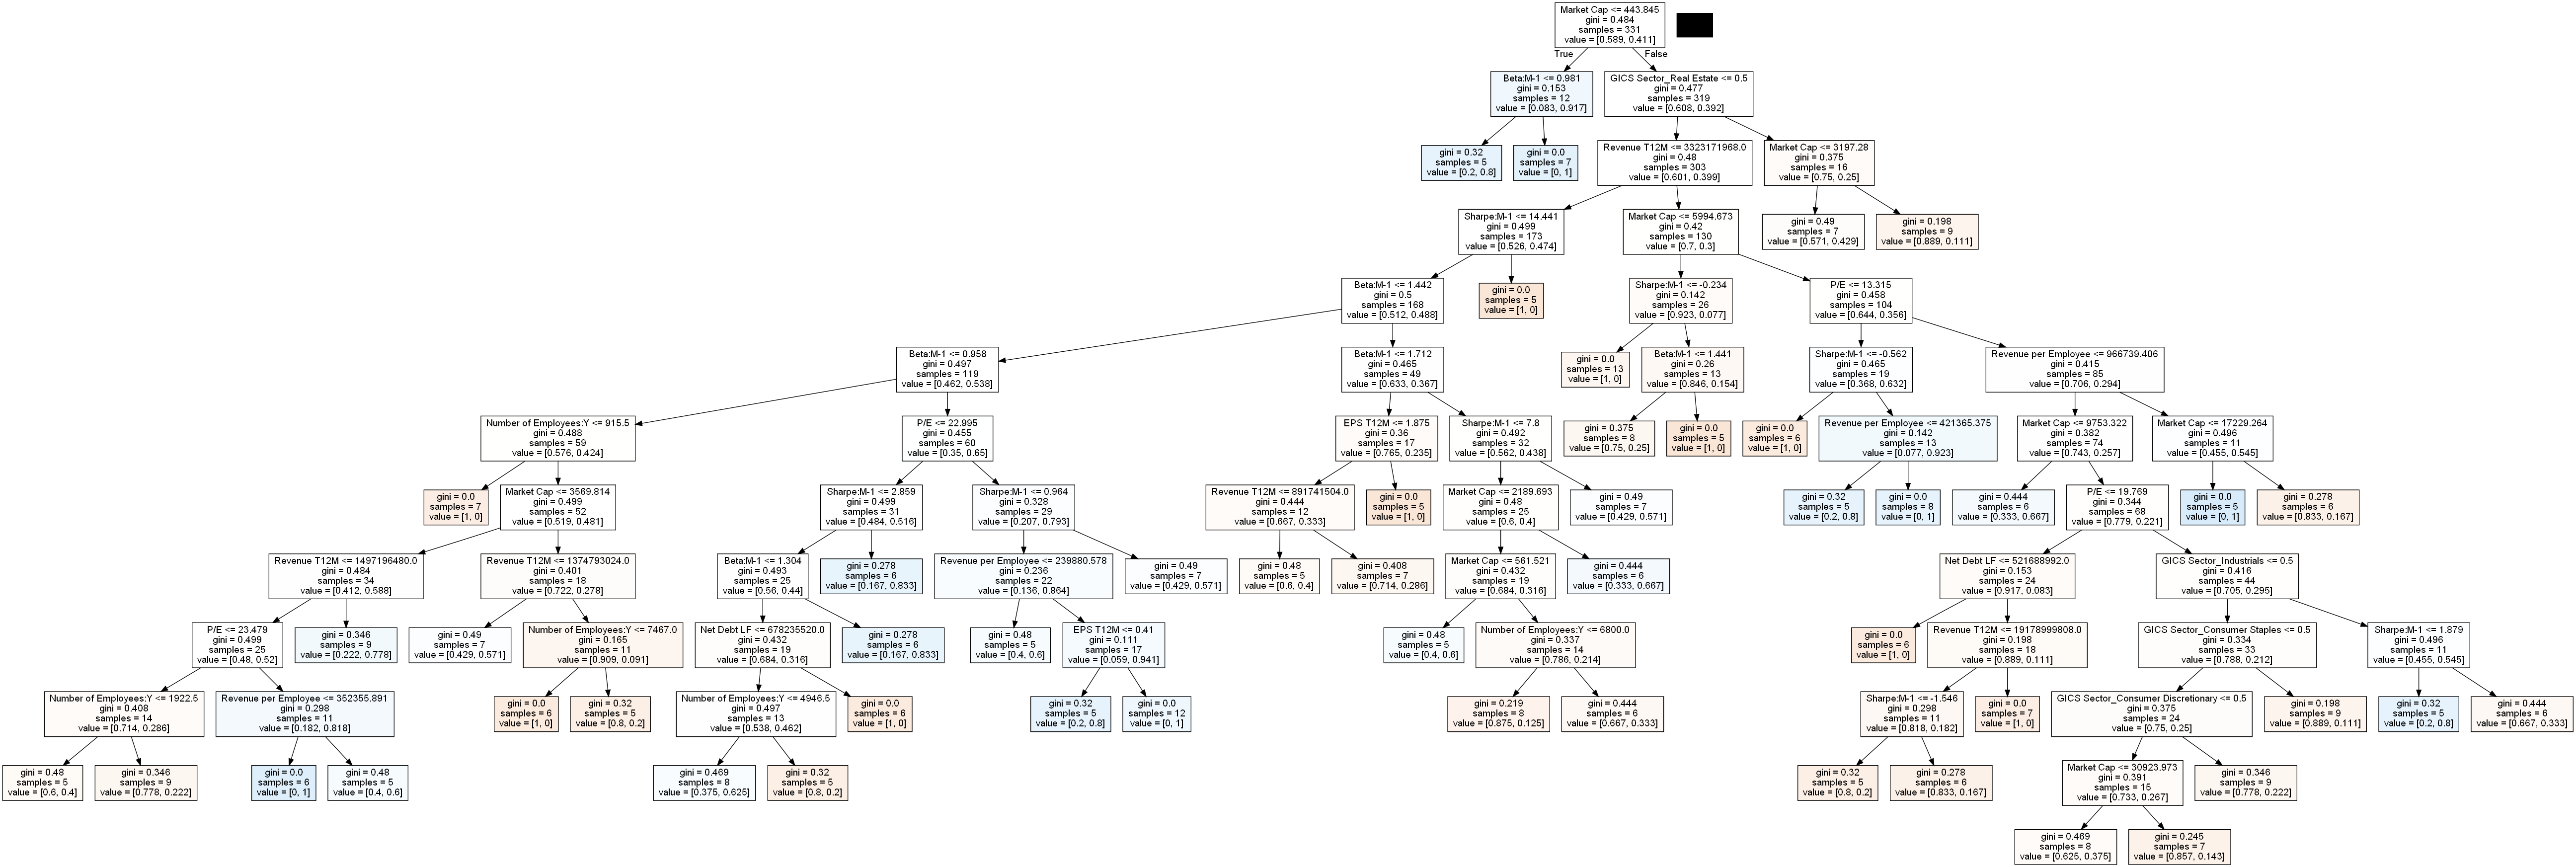 Market Cap <= 443.845
gini = 0.484
samples = 331
value = [0.589, 0.411]
True
False
Beta:M-1 <= 0.981
gini = 0.153
samples = 12
value = [0.083, 0.917]
GICS Sector_Real Estate <= 0.5
gini = 0.477
samples = 319
value = [0.608, 0.392]
gini = 0.32
samples = 5
value = [0.2, 0.8]
gini = 0.0
samples = 7
value = [0, 1]
Revenue T12M <= 3323171968.0
gini = 0.48
samples = 303
value = [0.601, 0.399]
Market Cap <= 3197.28
gini = 0.375
samples = 16
value = [0.75, 0.25]
Sharpe:M-1 <= 14.441
gini = 0.499
samples = 173
value = [0.526, 0.474]
Market Cap <= 5994.673
gini = 0.42
samples = 130
value = [0.7, 0.3]
gini = 0.49
samples = 7
value = [0.571, 0.429]
gini = 0.198
samples = 9
value = [0.889, 0.111]
Beta:M-1 <= 1.442
gini = 0.5
samples = 168
value = [0.512, 0.488]
gini = 0.0
samples = 5
value = [1, 0]
Sharpe:M-1 <= -0.234
gini = 0.142
samples = 26
value = [0.923, 0.077]
P/E <= 13.315
gini = 0.458
samples = 104
value = [0.644, 0.356]
Beta:M-1 <= 0.958
gini = 0.497
samples = 119
value = [0.462, 0.538]
Beta:M-1 <= 1.712
gini = 0.465
samples = 49
value = [0.633, 0.367]
gini = 0.0
samples = 13
value = [1, 0]
Beta:M-1 <= 1.441
gini = 0.26
samples = 13
value = [0.846, 0.154]
Sharpe:M-1 <= -0.562
gini = 0.465
samples = 19
value = [0.368, 0.632]
Revenue per Employee <= 966739.406
gini = 0.415
samples = 85
value = [0.706, 0.294]
Number of Employees:Y <= 915.5
gini = 0.488
samples = 59
value = [0.576, 0.424]
P/E <= 22.995
gini = 0.455
samples = 60
value = [0.35, 0.65]
EPS T12M <= 1.875
gini = 0.36
samples = 17
value = [0.765, 0.235]
Sharpe:M-1 <= 7.8
gini = 0.492
samples = 32
value = [0.562, 0.438]
gini = 0.375
samples = 8
value = [0.75, 0.25]
gini = 0.0
samples = 5
value = [1, 0]
gini = 0.0
samples = 6
value = [1, 0]
Revenue per Employee <= 421365.375
gini = 0.142
samples = 13
value = [0.077, 0.923]
Market Cap <= 9753.322
gini = 0.382
samples = 74
value = [0.743, 0.257]
Market Cap <= 17229.264
gini = 0.496
samples = 11
value = [0.455, 0.545]
gini = 0.0
samples = 7
value = [1, 0]
Market Cap <= 3569.814
gini = 0.499
samples = 52
value = [0.519, 0.481]
Sharpe:M-1 <= 2.859
gini = 0.499
samples = 31
value = [0.484, 0.516]
Sharpe:M-1 <= 0.964
gini = 0.328
samples = 29
value = [0.207, 0.793]
Revenue T12M <= 891741504.0
gini = 0.444
samples = 12
value = [0.667, 0.333]
gini = 0.0
samples = 5
value = [1, 0]
Market Cap <= 2189.693
gini = 0.48
samples = 25
value = [0.6, 0.4]
gini = 0.49
samples = 7
value = [0.429, 0.571]
gini = 0.32
samples = 5
value = [0.2, 0.8]
gini = 0.0
samples = 8
value = [0, 1]
gini = 0.444
samples = 6
value = [0.333, 0.667]
P/E <= 19.769
gini = 0.344
samples = 68
value = [0.779, 0.221]
gini = 0.0
samples = 5
value = [0, 1]
gini = 0.278
samples = 6
value = [0.833, 0.167]
Revenue T12M <= 1497196480.0
gini = 0.484
samples = 34
value = [0.412, 0.588]
Revenue T12M <= 1374793024.0
gini = 0.401
samples = 18
value = [0.722, 0.278]
Beta:M-1 <= 1.304
gini = 0.493
samples = 25
value = [0.56, 0.44]
gini = 0.278
samples = 6
value = [0.167, 0.833]
Revenue per Employee <= 239880.578
gini = 0.236
samples = 22
value = [0.136, 0.864]
gini = 0.49
samples = 7
value = [0.429, 0.571]
gini = 0.48
samples = 5
value = [0.6, 0.4]
gini = 0.408
samples = 7
value = [0.714, 0.286]
Market Cap <= 561.521
gini = 0.432
samples = 19
value = [0.684, 0.316]
gini = 0.444
samples = 6
value = [0.333, 0.667]
Net Debt LF <= 521688992.0
gini = 0.153
samples = 24
value = [0.917, 0.083]
GICS Sector_Industrials <= 0.5
gini = 0.416
samples = 44
value = [0.705, 0.295]
P/E <= 23.479
gini = 0.499
samples = 25
value = [0.48, 0.52]
gini = 0.346
samples = 9
value = [0.222, 0.778]
gini = 0.49
samples = 7
value = [0.429, 0.571]
Number of Employees:Y <= 7467.0
gini = 0.165
samples = 11
value = [0.909, 0.091]
Net Debt LF <= 678235520.0
gini = 0.432
samples = 19
value = [0.684, 0.316]
gini = 0.278
samples = 6
value = [0.167, 0.833]
gini = 0.48
samples = 5
value = [0.4, 0.6]
EPS T12M <= 0.41
gini = 0.111
samples = 17
value = [0.059, 0.941]
gini = 0.48
samples = 5
value = [0.4, 0.6]
Number of Employees:Y <= 6800.0
gini = 0.337
samples = 14
value = [0.786, 0.214]
gini = 0.0
samples = 6
value = [1, 0]
Revenue T12M <= 19178999808.0
gini = 0.198
samples = 18
value = [0.889, 0.111]
GICS Sector_Consumer Staples <= 0.5
gini = 0.334
samples = 33
value = [0.788, 0.212]
Sharpe:M-1 <= 1.879
gini = 0.496
samples = 11
value = [0.455, 0.545]
Number of Employees:Y <= 1922.5
gini = 0.408
samples = 14
value = [0.714, 0.286]
Revenue per Employee <= 352355.891
gini = 0.298
samples = 11
value = [0.182, 0.818]
gini = 0.0
samples = 6
value = [1, 0]
gini = 0.32
samples = 5
value = [0.8, 0.2]
Number of Employees:Y <= 4946.5
gini = 0.497
samples = 13
value = [0.538, 0.462]
gini = 0.0
samples = 6
value = [1, 0]
gini = 0.32
samples = 5
value = [0.2, 0.8]
gini = 0.0
samples = 12
value = [0, 1]
gini = 0.219
samples = 8
value = [0.875, 0.125]
gini = 0.444
samples = 6
value = [0.667, 0.333]
Sharpe:M-1 <= -1.546
gini = 0.298
samples = 11
value = [0.818, 0.182]
gini = 0.0
samples = 7
value = [1, 0]
GICS Sector_Consumer Discretionary <= 0.5
gini = 0.375
samples = 24
value = [0.75, 0.25]
gini = 0.198
samples = 9
value = [0.889, 0.111]
gini = 0.32
samples = 5
value = [0.2, 0.8]
gini = 0.444
samples = 6
value = [0.667, 0.333]
gini = 0.48
samples = 5
value = [0.6, 0.4]
gini = 0.346
samples = 9
value = [0.778, 0.222]
gini = 0.0
samples = 6
value = [0, 1]
gini = 0.48
samples = 5
value = [0.4, 0.6]
gini = 0.469
samples = 8
value = [0.375, 0.625]
gini = 0.32
samples = 5
value = [0.8, 0.2]
gini = 0.32
samples = 5
value = [0.8, 0.2]
gini = 0.278
samples = 6
value = [0.833, 0.167]
Market Cap <= 30923.973
gini = 0.391
samples = 15
value = [0.733, 0.267]
gini = 0.346
samples = 9
value = [0.778, 0.222]
gini = 0.469
samples = 8
value = [0.625, 0.375]
gini = 0.245
samples = 7
value = [0.857, 0.143]